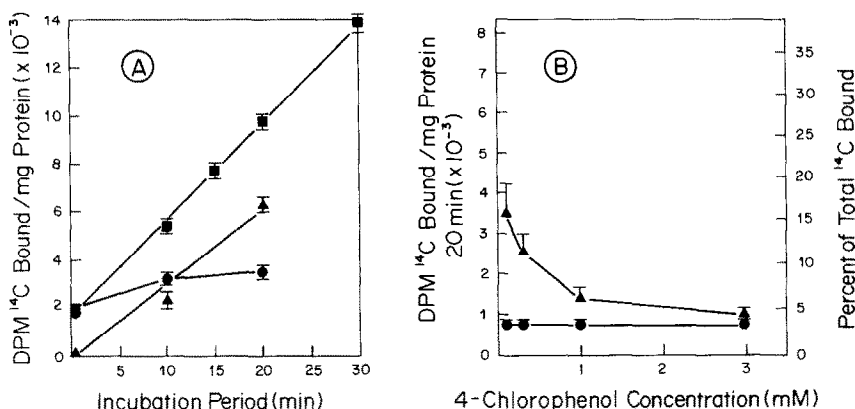 DPM ¹⁴C Bound/mg Protein (x 10⁻³)
14
12
10
8
6
4
2
0
A
5 10 15 20 25 30
Incubation Period (min)
DPM ¹⁴C Bound/mg Protein
20 min (x 10⁻³)
8
7
6
5
4
3
2
1
0
B
0 1 2 3
4-Chlorophenol Concentration (mM)
35
30
25
20
15
10
5
0
Percent of Total ¹⁴C Bound